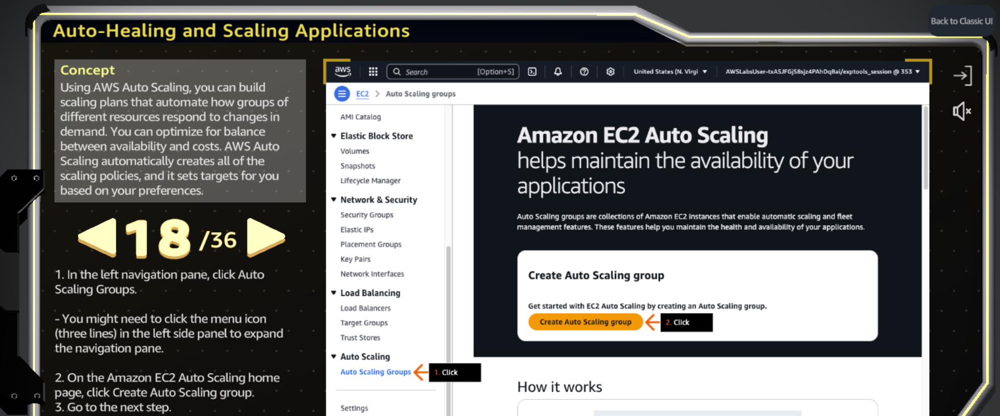 Back to Classic UI
Auto-Healing and Scaling Applications
Concept
Using AWS Auto Scaling, you can build
scaling plans that automate how groups of
different resources respond to changes in
demand. You can optimize for balance
between availability and costs. AWS Auto
Scaling automatically creates all of the
scaling policies, and it sets targets for you
based on your preferences.
18 /36
1. In the left navigation pane, click Auto
Scaling Groups.
- You might need to click the menu icon
(three lines) in the left side panel to expand
the navigation pane.
2. On the Amazon EC2 Auto Scaling home
page, click Create Auto Scaling group.
3. Go to the next step.
aws
Search [Option+S]
United States (N. Virgi
AWSLabsUser-txASJFGjS8sjz4PAhDqBai/exptools_session @ 353
EC2 > Auto Scaling groups
AMI Catalog
Elastic Block Store
Volumes
Snapshots
Lifecycle Manager
Network & Security
Security Groups
Elastic IPs
Placement Groups
Key Pairs
Network Interfaces
Load Balancing
Load Balancers
Target Groups
Trust Stores
Auto Scaling
Auto Scaling Groups
1. Click
Settings
Amazon EC2 Auto Scaling
helps maintain the availability of your
applications
Auto Scaling groups are collections of Amazon EC2 instances that enable automatic scaling and fleet
management features. These features help you maintain the health and availability of your applications.
Create Auto Scaling group
Get started with EC2 Auto Scaling by creating an Auto Scaling group.
Create Auto Scaling group
2. Click
How it works